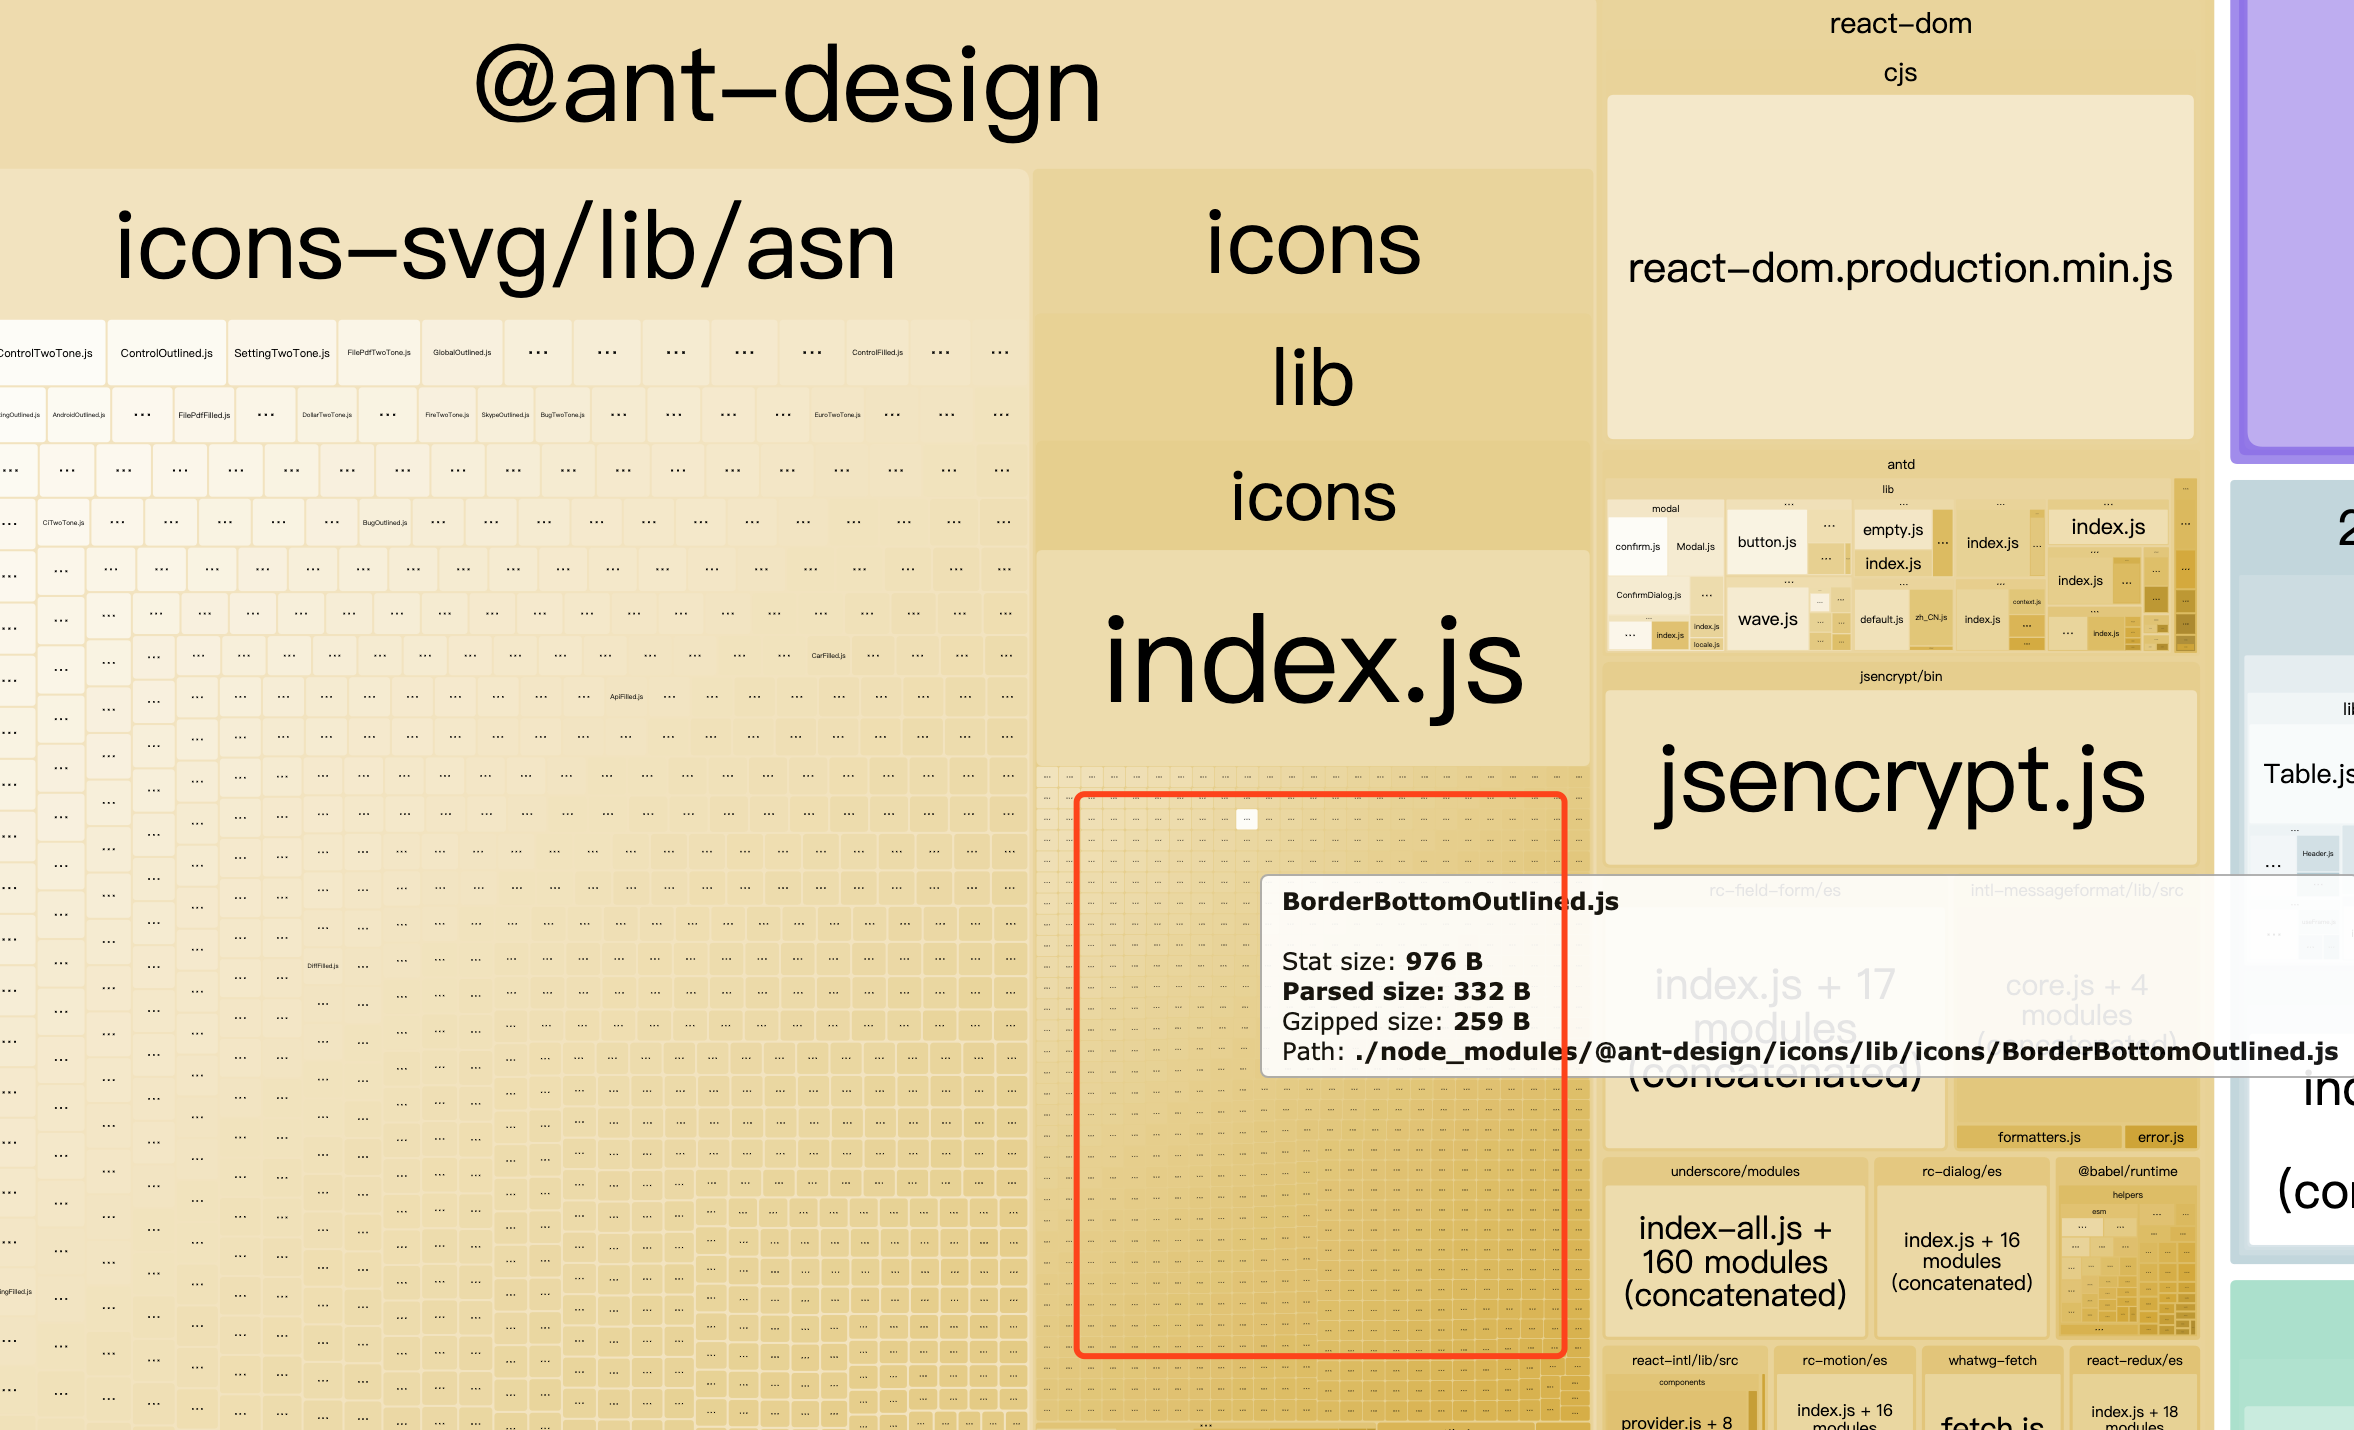 @ant-design
icons-svg/lib/asn
icons
lib
icons
index.js
ControlTwoTone.js
ControlOutlined.js
SettingTwoTone.js
FilePdfTwoTone.js
GlobalOutlined.js
ControlFilled.js
AndroidOutlined.js
FilePdfFilled.js
DollarTwoTone.js
FireTwoTone.js
SkypeOutlined.js
BugTwoTone.js
EuroTwoTone.js
CiTwoTone.js
BugOutlined.js
CarFilled.js
ApiFilled.js
DiffFilled.js
react-dom
cjs
react-dom.production.min.js
antd
lib
modal
confirm.js
Modal.js
ConfirmDialog.js
index.js
index.js
locale.js
button.js
wave.js
empty.js
index.js
default.js
zh_CN.js
index.js
index.js
context.js
index.js
index.js
index.js
jsencrypt/bin
jsencrypt.js
rc-field-form/es
index.js + 17
modules
(concatenated)
intl-messageformat/lib/src
core.js + 4
modules
(concatenated)
formatters.js
error.js
BorderBottomOutlined.js
Stat size: 976 B
Parsed size: 332 B
Gzipped size: 259 B
Path: ./node_modules/@ant-design/icons/lib/icons/BorderBottomOutlined.js
underscore/modules
index-all.js +
160 modules
(concatenated)
rc-dialog/es
index.js + 16
modules
(concatenated)
@babel/runtime
helpers
esm
react-intl/lib/src
components
provider.js + 8
rc-motion/es
index.js + 16
modules
whatwg-fetch
fetch.js
react-redux/es
index.js + 18
modules
Table.js
Header.js